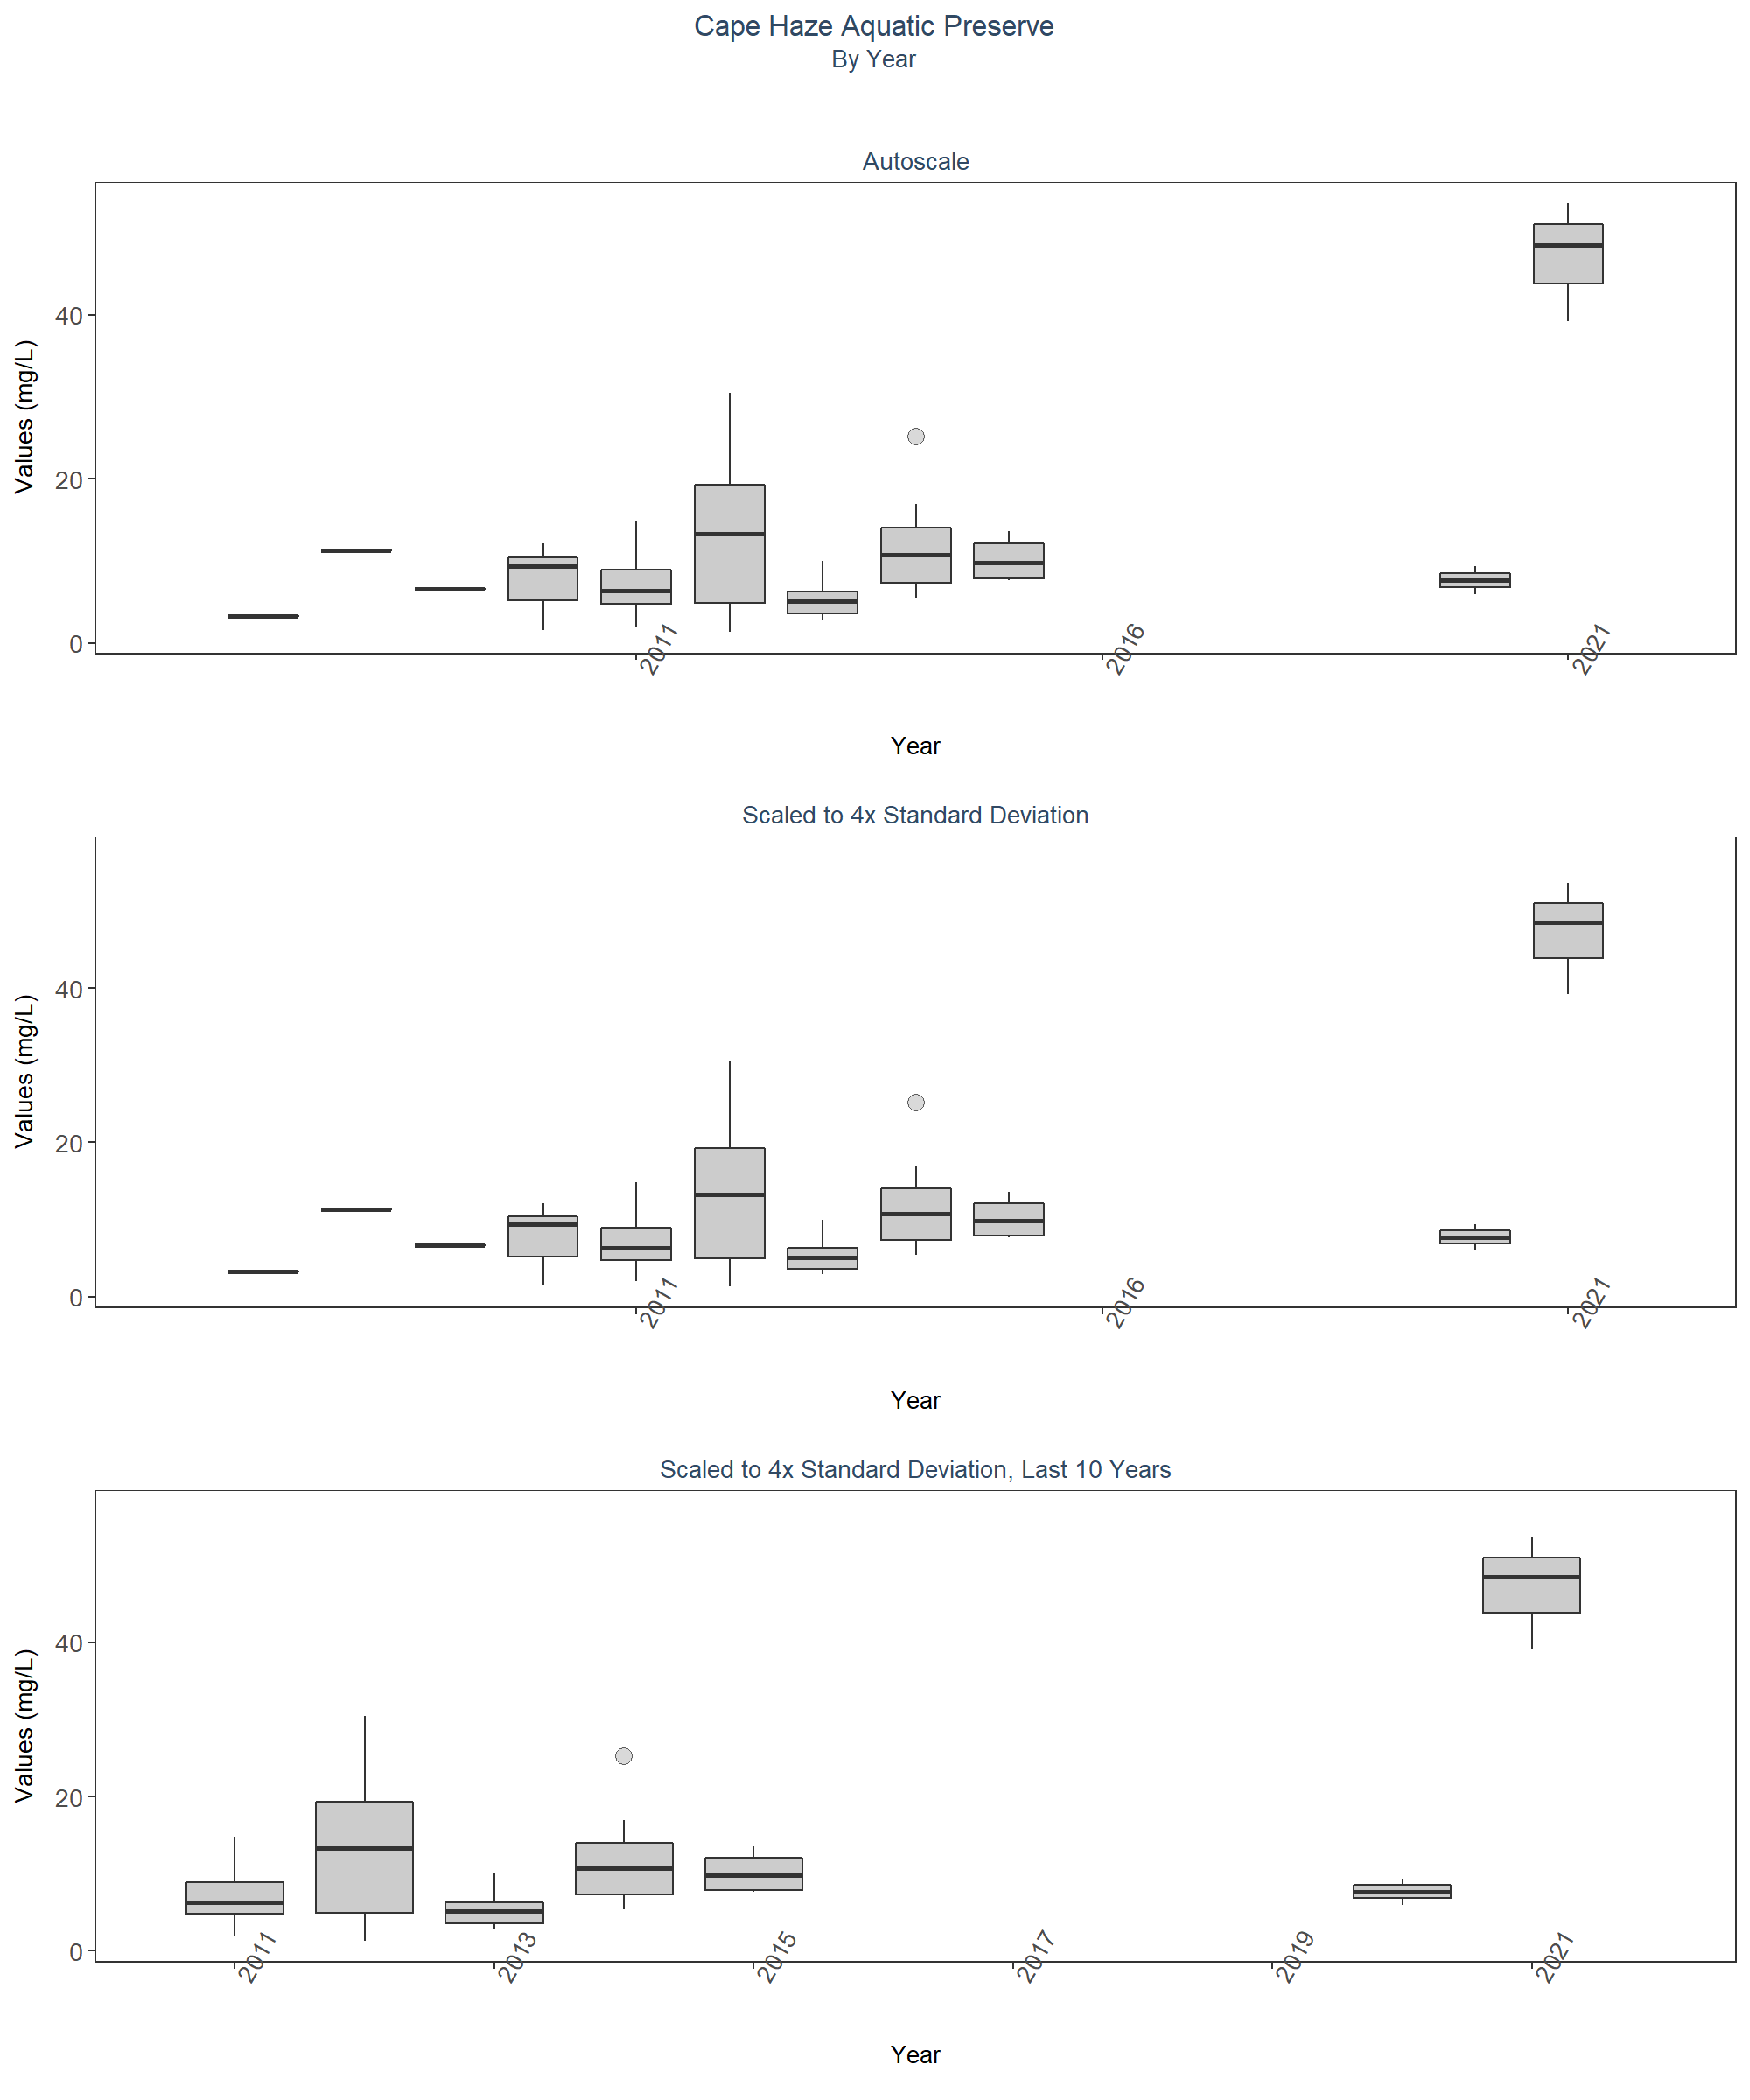 Cape Haze Aquatic Preserve
By Year
Autoscale
Values (mg/L)
40
20
0
2011 2016 2021
Year
Scaled to 4x Standard Deviation
Values (mg/L)
40
20
0
2011 2016 2021
Year
Scaled to 4x Standard Deviation, Last 10 Years
Values (mg/L)
40
20
0
2011 2013 2015 2017 2019 2021
Year